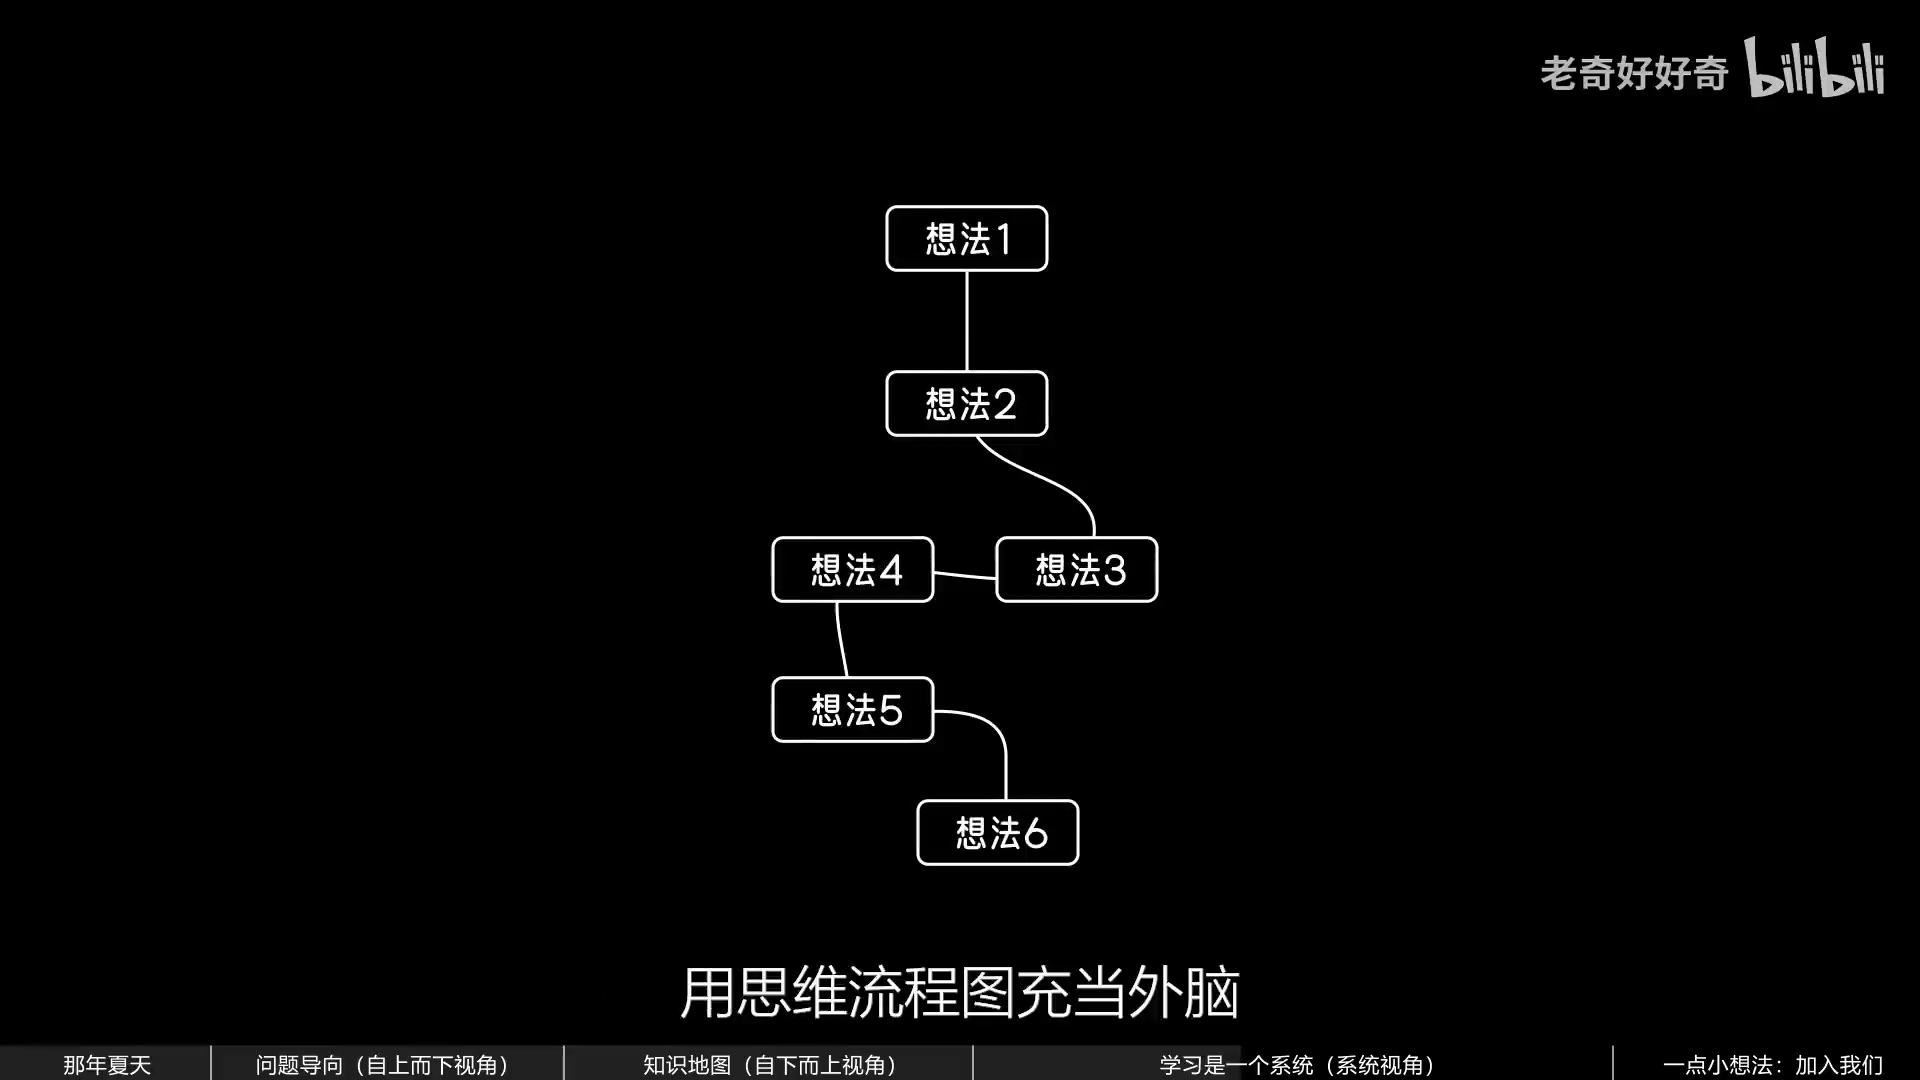 老奇好好奇 bilibili
想法1
想法2
想法4 想法3
想法5
想法6
用思维流程图充当外脑
那年夏天 问题导向（自上而下视角） 知识地图（自下而上视角） 学习是一个系统（系统视角） 一点小想法：加入我们